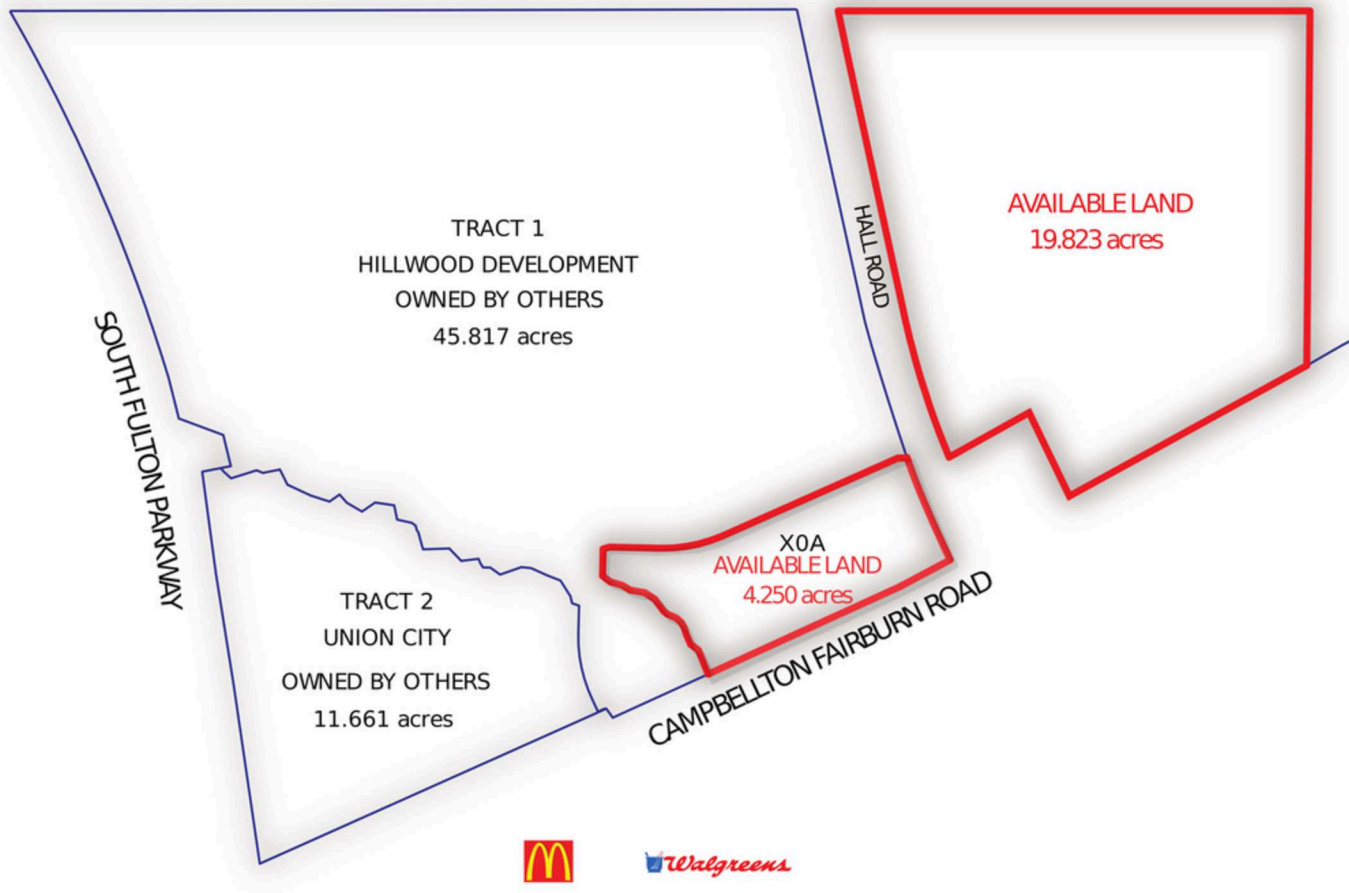 TRACT 1
HILLWOOD DEVELOPMENT
OWNED BY OTHERS
45.817 acres
HALL ROAD
AVAILABLE LAND
19.823 acres
SOUTH FULTON PARKWAY
X0A
AVAILABLE LAND
4.250 acres
TRACT 2
UNION CITY
OWNED BY OTHERS
11.661 acres
CAMPBELLTON FAIRBURN ROAD
Walgreens